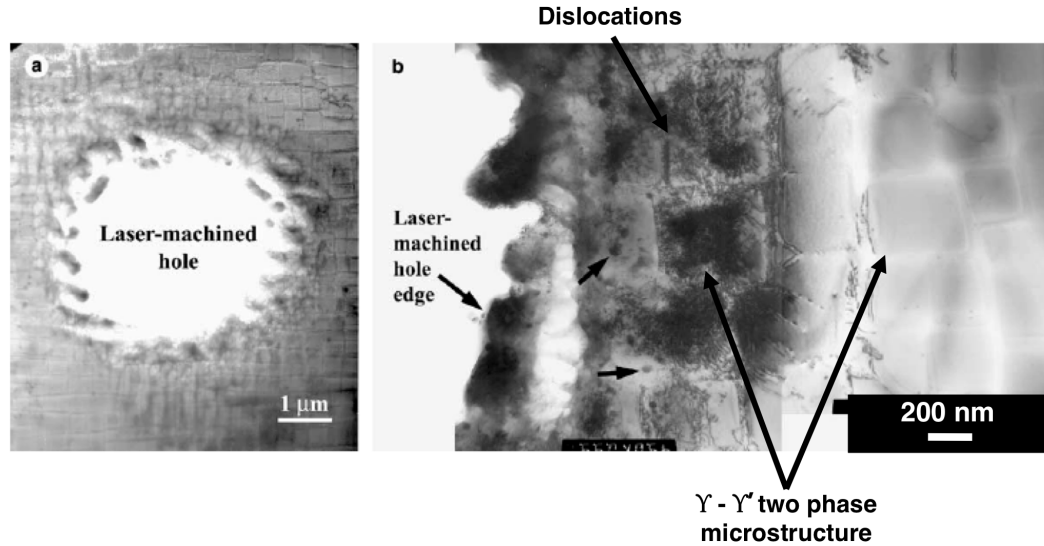 Dislocations
a
b
Laser-machined
hole
1 μm
Laser-
machined
hole
edge
200 nm
ϒ - ϒ′ two phase
microstructure